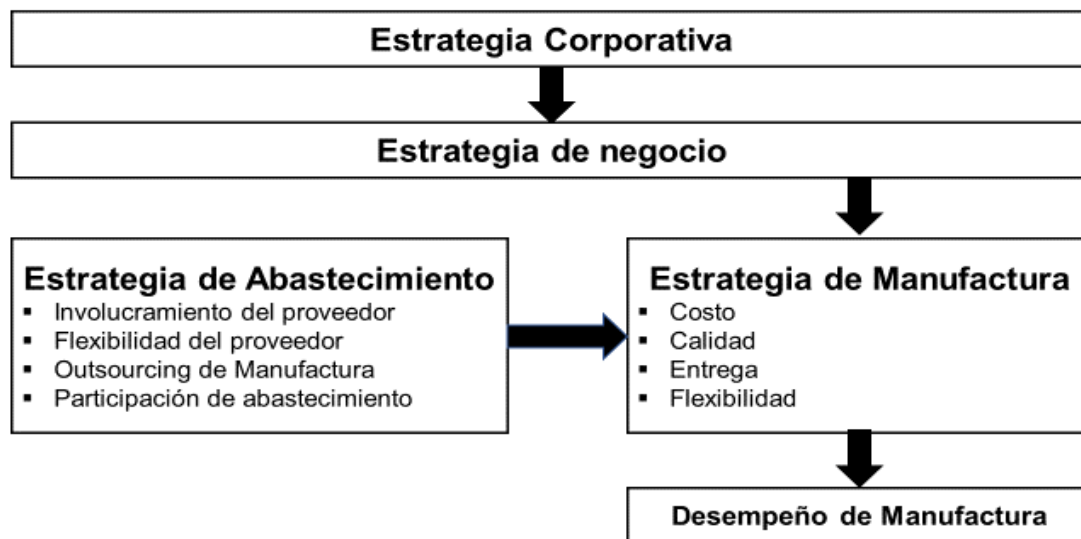 Estrategia Corporativa
Estrategia de negocio
Estrategia de Abastecimiento
▪ Involucramiento del proveedor
▪ Flexibilidad del proveedor
▪ Outsourcing de Manufactura
▪ Participación de abastecimiento
Estrategia de Manufactura
▪ Costo
▪ Calidad
▪ Entrega
▪ Flexibilidad
Desempeño de Manufactura